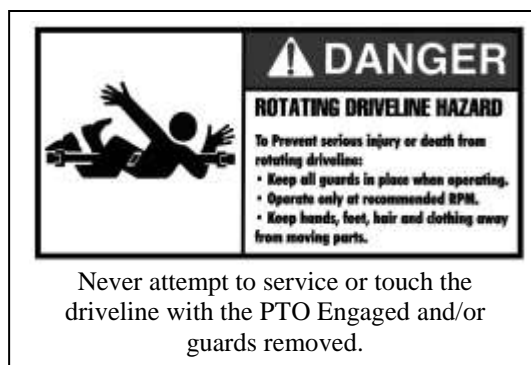 DANGER
ROTATING DRIVELINE HAZARD
To Prevent serious injury or death from
rotating driveline:
• Keep all guards in place when operating.
• Operate only at recommended RPM.
• Keep hands, feet, hair and clothing away
from moving parts.
Never attempt to service or touch the
driveline with the PTO Engaged and/or
guards removed.